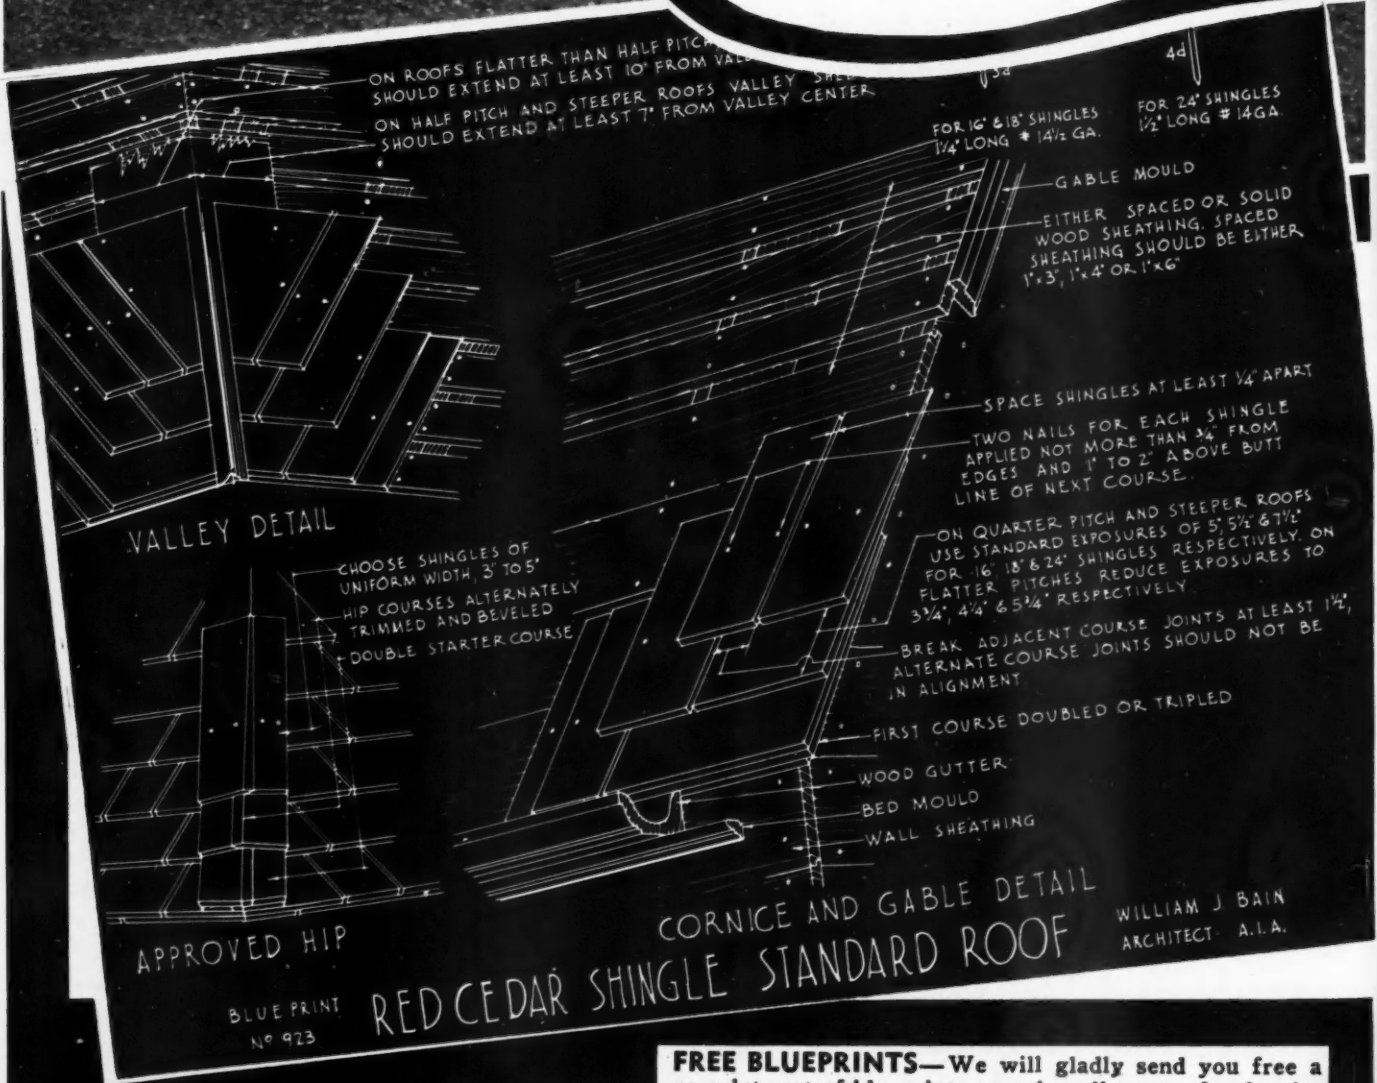 ON ROOFS FLATTER THAN HALF PITCH
SHOULD EXTEND AT LEAST 10" FROM
ON HALF PITCH AND STEEPER ROOFS VALLEY
SHOULD EXTEND AT LEAST 7" FROM VALLEY CENTER
3d
4d
FOR 16" & 18" SHINGLES
1¼" LONG # 14½ GA.
FOR 24" SHINGLES
1½" LONG # 14 GA.
GABLE MOULD
EITHER SPACED OR SOLID
WOOD SHEATHING. SPACED
SHEATHING SHOULD BE EITHER
1"x3", 1"x4" OR 1"x6"
SPACE SHINGLES AT LEAST ¼" APART
TWO NAILS FOR EACH SHINGLE
APPLIED NOT MORE THAN ¾" FROM
EDGES AND 1" TO 2" ABOVE BUTT
LINE OF NEXT COURSE.
ON QUARTER PITCH AND STEEPER ROOFS
USE STANDARD EXPOSURES OF 5", 5½" & 7½"
FOR 16", 18" & 24" SHINGLES RESPECTIVELY. ON
FLATTER PITCHES REDUCE EXPOSURES TO
3¾", 4¼" & 5¾" RESPECTIVELY.
BREAK ADJACENT COURSE JOINTS AT LEAST 1½",
ALTERNATE COURSE JOINTS SHOULD NOT BE
IN ALIGNMENT
FIRST COURSE DOUBLED OR TRIPLED
WOOD GUTTER
BED MOULD
WALL SHEATHING
VALLEY DETAIL
CHOOSE SHINGLES OF
UNIFORM WIDTH, 3" TO 5"
HIP COURSES ALTERNATELY
TRIMMED AND BEVELED
DOUBLE STARTER COURSE
APPROVED HIP
CORNICE AND GABLE DETAIL
BLUE PRINT
Nº 923
RED CEDAR SHINGLE STANDARD ROOF
WILLIAM J. BAIN
ARCHITECT A.I.A.
FREE BLUEPRINTS—We will gladly send you free a